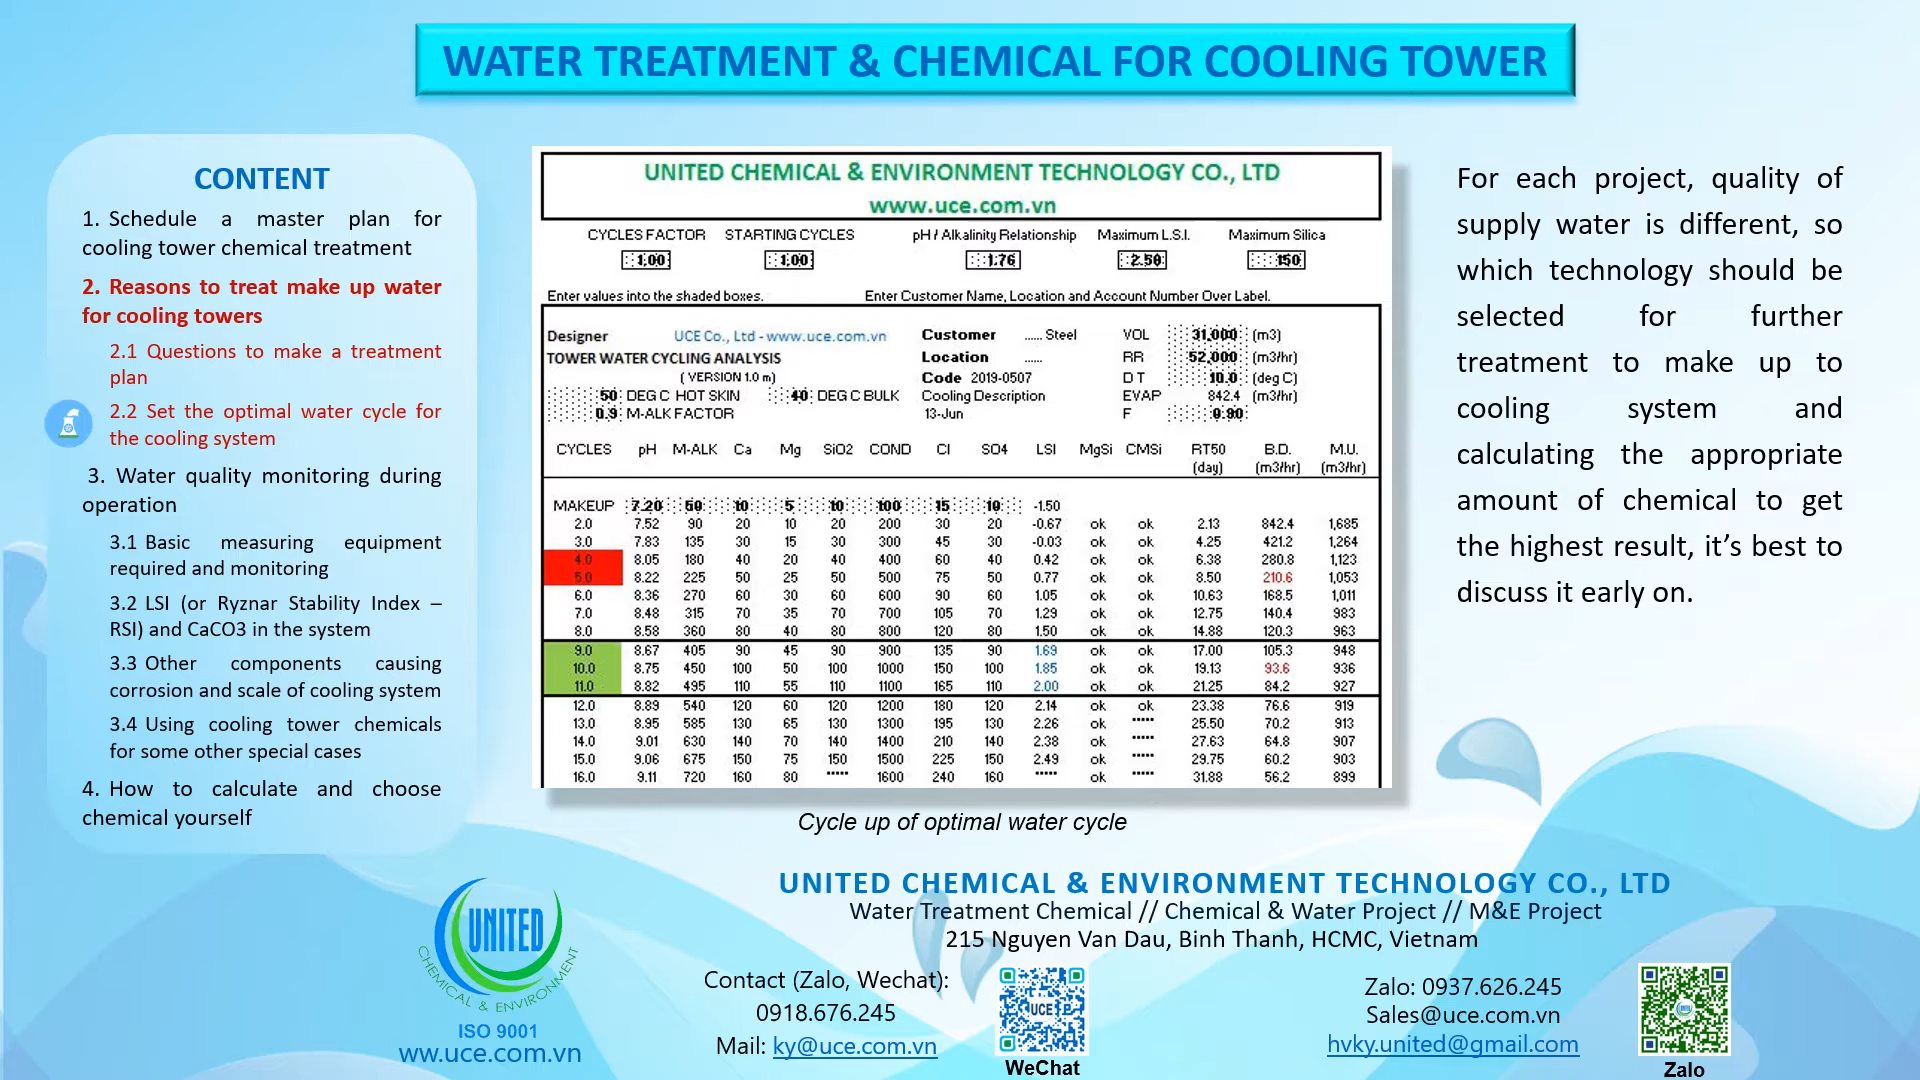 WATER TREATMENT & CHEMICAL FOR COOLING TOWER
CONTENT
1. Schedule a master plan for
cooling tower chemical treatment
2. Reasons to treat make up water
for cooling towers
2.1 Questions to make a treatment
plan
2.2 Set the optimal water cycle for
the cooling system
3. Water quality monitoring during
operation
3.1 Basic measuring equipment
required and monitoring
3.2 LSI (or Ryznar Stability Index –
RSI) and CaCO3 in the system
3.3 Other components causing
corrosion and scale of cooling system
3.4 Using cooling tower chemicals
for some other special cases
4. How to calculate and choose
chemical yourself
UNITED CHEMICAL & ENVIRONMENT TECHNOLOGY CO., LTD
www.uce.com.vn
CYCLES FACTOR STARTING CYCLES pH / Alkalinity Relationship Maximum L.S.I. Maximum Silica
1.00 1.00 1.76 2.50 150
Enter values into the shaded boxes. Enter Customer Name, Location and Account Number Over Label.
Designer UCE Co., Ltd - www.uce.com.vn Customer ...... Steel VOL 31,000 (m3)
TOWER WATER CYCLING ANALYSIS Location ...... RR 52,000 (m3/hr)
( VERSION 1.0 m) Code 2019-0507 D T 10.0 (deg C)
50 DEG C HOT SKIN 40 DEG C BULK Cooling Description EVAP 842.4 (m3/hr)
0.9 M-ALK FACTOR 13-Jun F 0.90
CYCLES pH M-ALK Ca Mg SiO2 COND Cl SO4 LSI MgSi CMSi RT50 B.D. M.U.
(day) (m3/hr) (m3/hr)
MAKEUP 7.20 50 10 5 10 100 15 10 -1.50
2.0 7.52 90 20 10 20 200 30 20 -0.67 ok ok 2.13 842.4 1,685
3.0 7.83 135 30 15 30 300 45 30 -0.03 ok ok 4.25 421.2 1,264
4.0 8.05 180 40 20 40 400 60 40 0.42 ok ok 6.38 280.8 1,123
5.0 8.22 225 50 25 50 500 75 50 0.77 ok ok 8.50 210.6 1,053
6.0 8.36 270 60 30 60 600 90 60 1.05 ok ok 10.63 168.5 1,011
7.0 8.48 315 70 35 70 700 105 70 1.29 ok ok 12.75 140.4 983
8.0 8.58 360 80 40 80 800 120 80 1.50 ok ok 14.88 120.3 963
9.0 8.67 405 90 45 90 900 135 90 1.69 ok ok 17.00 105.3 948
10.0 8.75 450 100 50 100 1000 150 100 1.85 ok ok 19.13 93.6 936
11.0 8.82 495 110 55 110 1100 165 110 2.00 ok ok 21.25 84.2 927
12.0 8.89 540 120 60 120 1200 180 120 2.14 ok ok 23.38 76.6 919
13.0 8.95 585 130 65 130 1300 195 130 2.26 ok ***** 25.50 70.2 913
14.0 9.01 630 140 70 140 1400 210 140 2.38 ok ***** 27.63 64.8 907
15.0 9.06 675 150 75 150 1500 225 150 2.49 ok ***** 29.75 60.2 903
16.0 9.11 720 160 80 ***** 1600 240 160 ***** ok ***** 31.88 56.2 899
Cycle up of optimal water cycle
For each project, quality of
supply water is different, so
which technology should be
selected for further
treatment to make up to
cooling system and
calculating the appropriate
amount of chemical to get
the highest result, it’s best to
discuss it early on.
UNITED
CHEMICAL & ENVIRONMENT
ISO 9001
ww.uce.com.vn
UNITED CHEMICAL & ENVIRONMENT TECHNOLOGY CO., LTD
Water Treatment Chemical // Chemical & Water Project // M&E Project
215 Nguyen Van Dau, Binh Thanh, HCMC, Vietnam
Contact (Zalo, Wechat):
0918.676.245
Mail: ky@uce.com.vn
UCE
WeChat
Zalo: 0937.626.245
Sales@uce.com.vn
hvky.united@gmail.com
Zalo